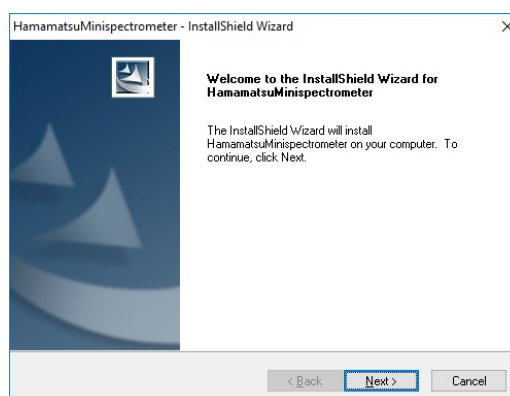 HamamatsuMinispectrometer - InstallShield Wizard
Welcome to the InstallShield Wizard for
HamamatsuMinispectrometer
The InstallShield Wizard will install
HamamatsuMinispectrometer on your computer. To
continue, click Next.
< Back Next > Cancel